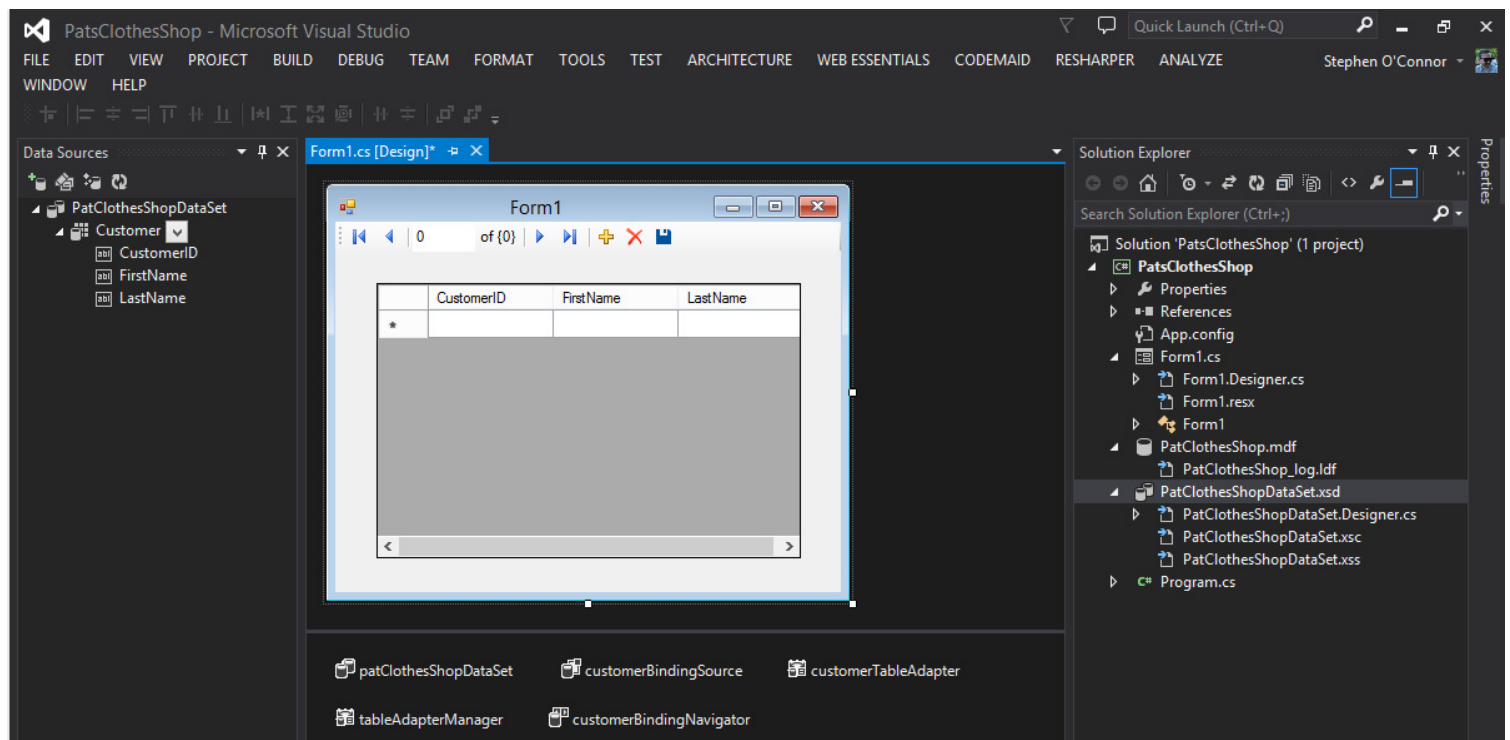 PatsClothesShop - Microsoft Visual Studio
Quick Launch (Ctrl+Q)
FILE EDIT VIEW PROJECT BUILD DEBUG TEAM FORMAT TOOLS TEST ARCHITECTURE WEB ESSENTIALS CODEMAID RESHARPER ANALYZE
Stephen O'Connor
WINDOW HELP
Data Sources
PatClothesShopDataSet
Customer
CustomerID
FirstName
LastName
Form1.cs [Design]*
Form1
0 of {0}
CustomerID FirstName LastName
*
patClothesShopDataSet customerBindingSource customerTableAdapter
tableAdapterManager customerBindingNavigator
Solution Explorer
Search Solution Explorer (Ctrl+;)
Solution 'PatsClothesShop' (1 project)
C# PatsClothesShop
Properties
References
App.config
Form1.cs
Form1.Designer.cs
Form1.resx
Form1
PatClothesShop.mdf
PatClothesShop_log.ldf
PatClothesShopDataSet.xsd
PatClothesShopDataSet.Designer.cs
PatClothesShopDataSet.xsc
PatClothesShopDataSet.xss
C# Program.cs
Properties